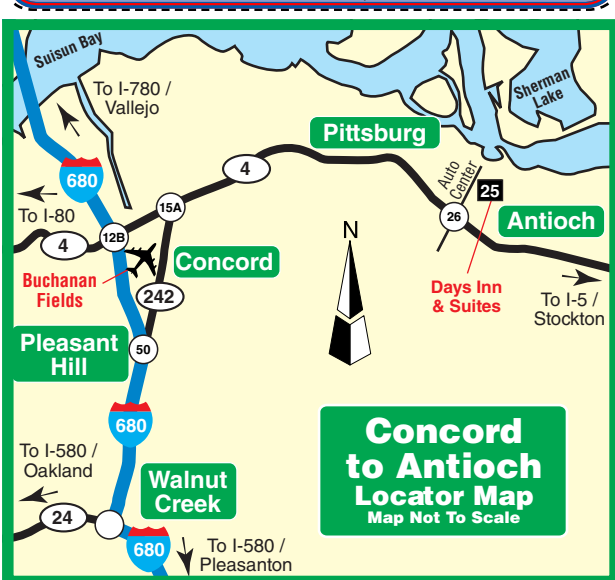 Suisun Bay
To I-780 /
Vallejo
Sherman
Lake
Pittsburg
680
4
Auto
Center
25
To I-80
15A
26
Antioch
4
12B
N
Buchanan
Fields
Concord
242
Days Inn
& Suites
To I-5 /
Stockton
Pleasant
Hill
50
680
Concord
to Antioch
Locator Map
Map Not To Scale
To I-580 /
Oakland
Walnut
Creek
24
680
To I-580 /
Pleasanton